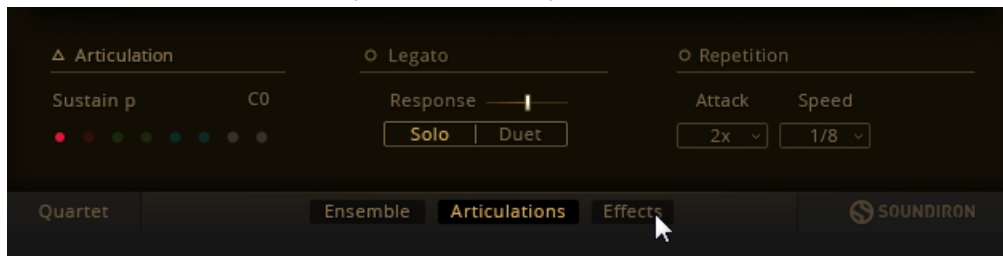 Articulation
Legato
Repetition
Sustain p C0
Response
Attack Speed
Solo | Duet
2x 1/8
Quartet Ensemble Articulations Effects SOUNDIRON